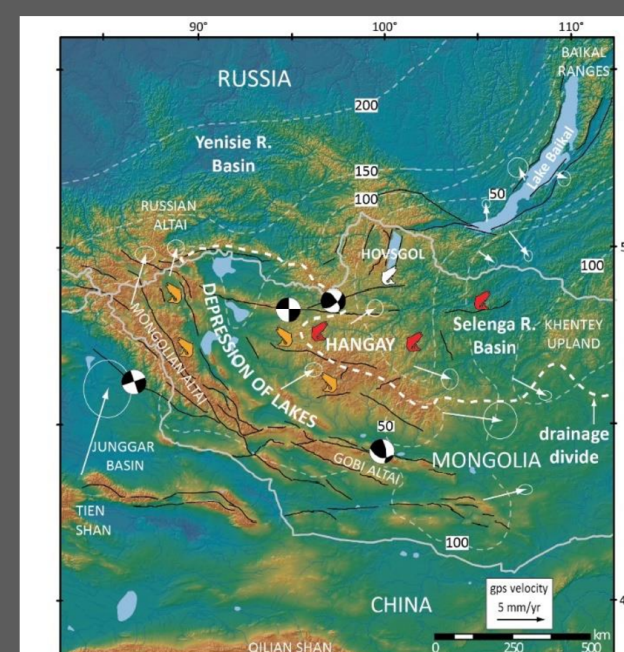 90°
100°
110°
BAIKAL
RANGES
RUSSIA
200
Yenisie R.
Basin
Lake Baikal
150
50
100
RUSSIAN
ALTAI
HOVSGOL
5
100
DEPRESSION OF LAKES
MONGOLIAN ALTAI
HANGAY
Selenga R.
Basin
KHENTEY
UPLAND
50
drainage
divide
JUNGGAR
BASIN
GOBI ALTAI
MONGOLIA
TIEN
SHAN
100
gps velocity
5 mm/yr
4
CHINA
km
0
250
500
QILIAN SHAN